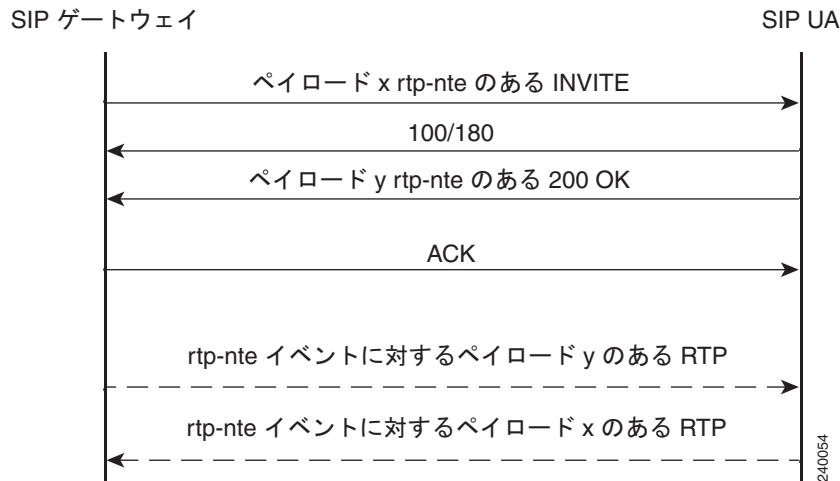 SIP ゲートウェイ
SIP UA
ペイロード x rtp-nte のある INVITE
100/180
ペイロード y rtp-nte のある 200 OK
ACK
rtp-nte イベントに対するペイロード y のある RTP
rtp-nte イベントに対するペイロード x のある RTP
240054